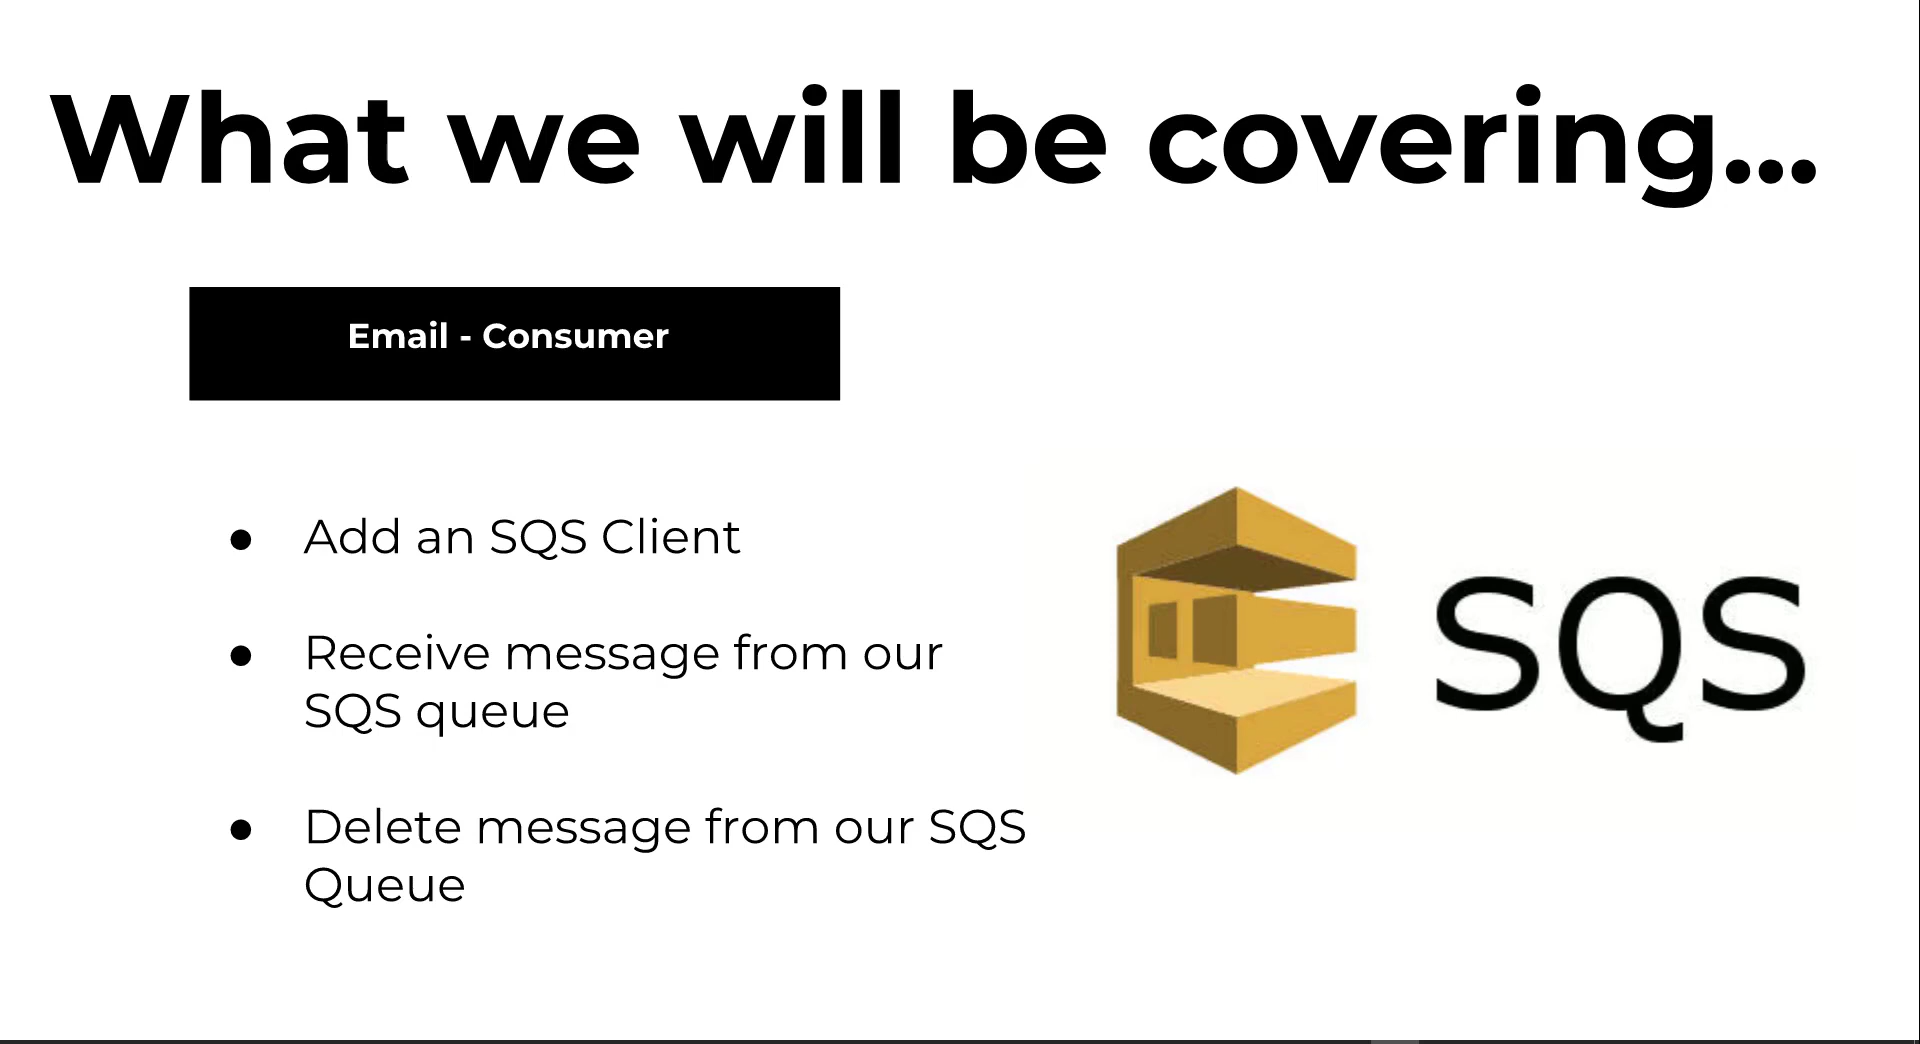 What we will be covering...
Email - Consumer
● Add an SQS Client
● Receive message from our
SQS queue
● Delete message from our SQS
Queue
SQS